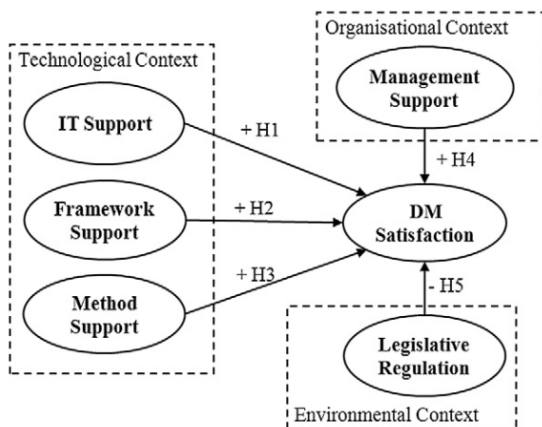 Technological Context
IT Support
Framework
Support
Method
Support
+ H1
+ H2
+ H3
Organisational Context
Management
Support
+ H4
DM
Satisfaction
- H5
Legislative
Regulation
Environmental Context